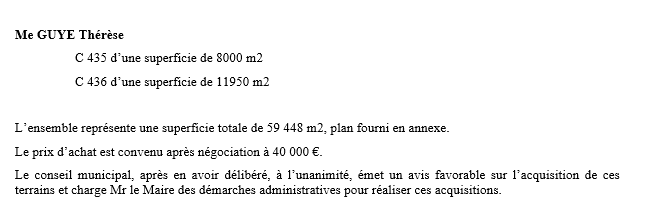 Me GUYE Thérèse
C 435 d’une superficie de 8000 m2
C 436 d’une superficie de 11950 m2
L’ensemble représente une superficie totale de 59 448 m2, plan fourni en annexe.
Le prix d’achat est convenu après négociation à 40 000 €.
Le conseil municipal, après en avoir délibéré, à l’unanimité, émet un avis favorable sur l’acquisition de ces
terrains et charge Mr le Maire des démarches administratives pour réaliser ces acquisitions.